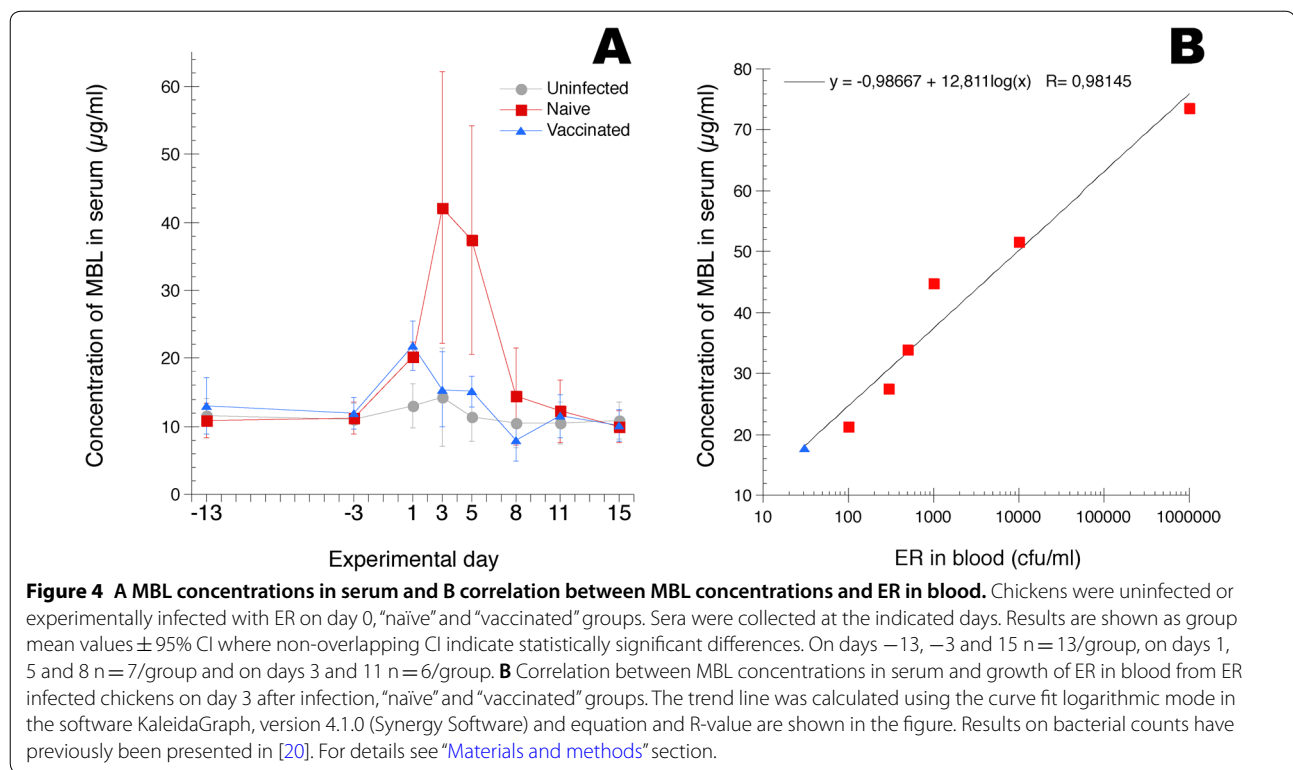 A
Concentration of MBL in serum (µg/ml)
60
50
40
30
20
10
0
Uninfected
Naive
Vaccinated
-13
-3
1
3
5
8
11
15
Experimental day
B
Concentration of MBL in serum (µg/ml)
80
70
60
50
40
30
20
10
y = -0,98667 + 12,811log(x) R= 0,98145
10
100
1000
10000
100000
1000000
ER in blood (cfu/ml)
Figure 4 A MBL concentrations in serum and B correlation between MBL concentrations and ER in blood. Chickens were uninfected or
experimentally infected with ER on day 0, “naïve” and “vaccinated” groups. Sera were collected at the indicated days. Results are shown as group
mean values ± 95% CI where non-overlapping CI indicate statistically significant differences. On days −13, −3 and 15 n = 13/group, on days 1,
5 and 8 n = 7/group and on days 3 and 11 n = 6/group. B Correlation between MBL concentrations in serum and growth of ER in blood from ER
infected chickens on day 3 after infection, “naïve” and “vaccinated” groups. The trend line was calculated using the curve fit logarithmic mode in
the software KaleidaGraph, version 4.1.0 (Synergy Software) and equation and R-value are shown in the figure. Results on bacterial counts have
previously been presented in [20]. For details see “Materials and methods” section.